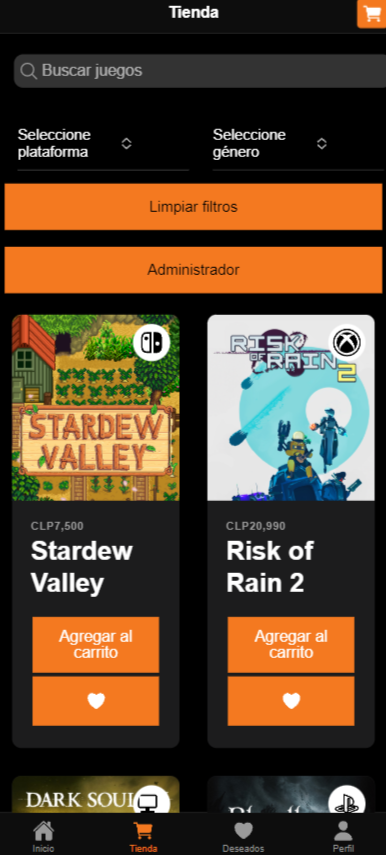 Tienda
Buscar juegos
Seleccione
plataforma
Seleccione
género
Limpiar filtros
Administrador
STARDEW
VALLEY
RISK
OF RAIN
2
CLP7,500
Stardew
Valley
Agregar al
carrito
CLP20,990
Risk of
Rain 2
Agregar al
carrito
DARK SOUL
Inicio
Tienda
Deseados
Perfil